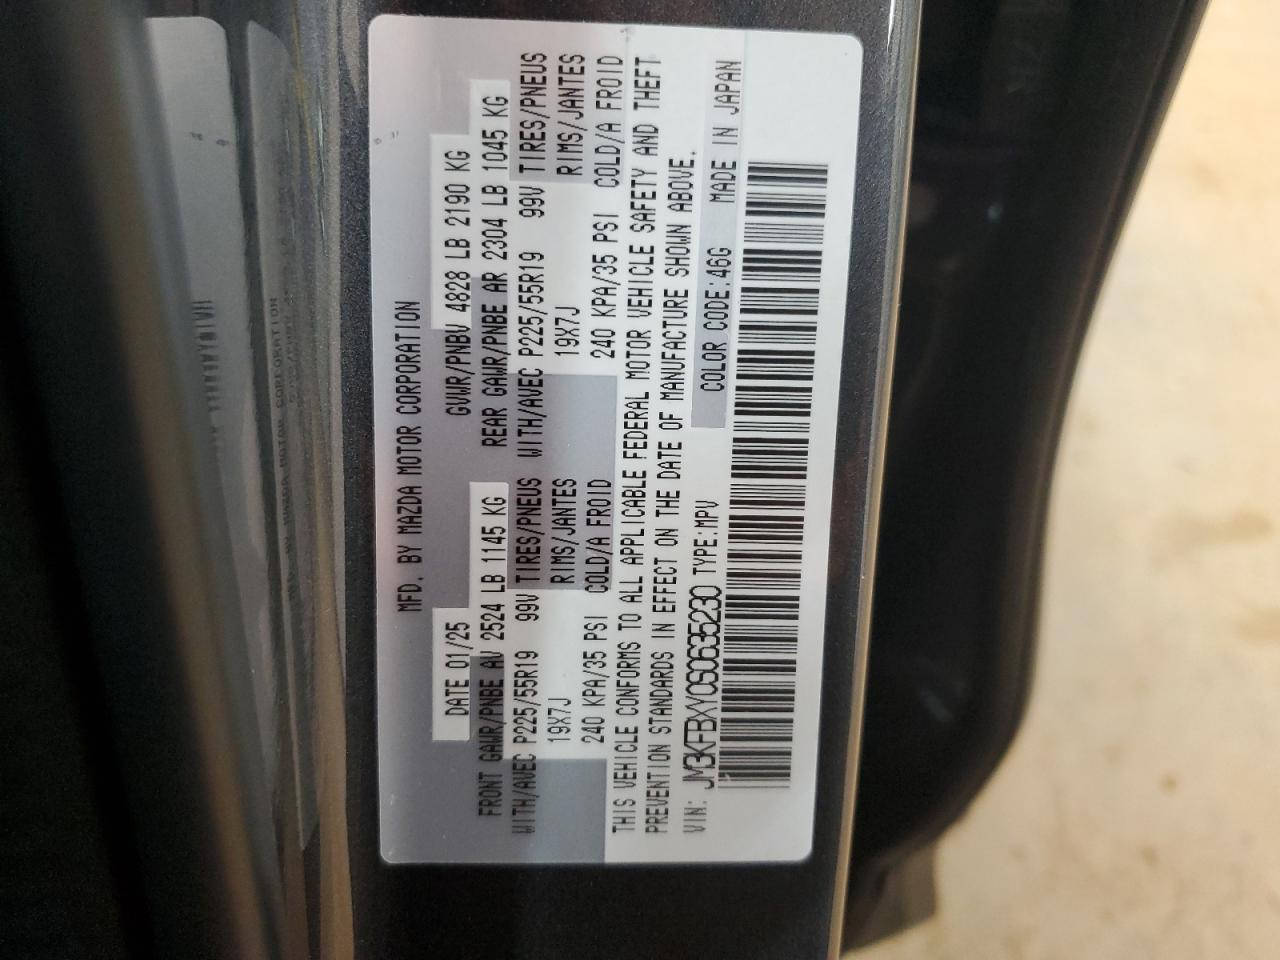 MFD. BY MAZDA MOTOR CORPORATION
DATE 01/25 GVWR/PNBV 4828 LB 2190 KG
FRONT GAWR/PNBE AV 2524 LB 1145 KG REAR GAWR/PNBE AR 2304 LB 1045 KG
WITH/AVEC P225/55R19 99V TIRES/PNEUS WITH/AVEC P225/55R19 99V TIRES/PNEUS
19X7J RIMS/JANTES 19X7J RIMS/JANTES
240 KPA/35 PSI COLD/A FROID 240 KPA/35 PSI COLD/A FROID
THIS VEHICLE CONFORMS TO ALL APPLICABLE FEDERAL MOTOR VEHICLE SAFETY AND THEFT
PREVENTION STANDARDS IN EFFECT ON THE DATE OF MANUFACTURE SHOWN ABOVE.
VIN: JM3KFBXY0S0635230 TYPE:MPV COLOR CODE:46G MADE IN JAPAN